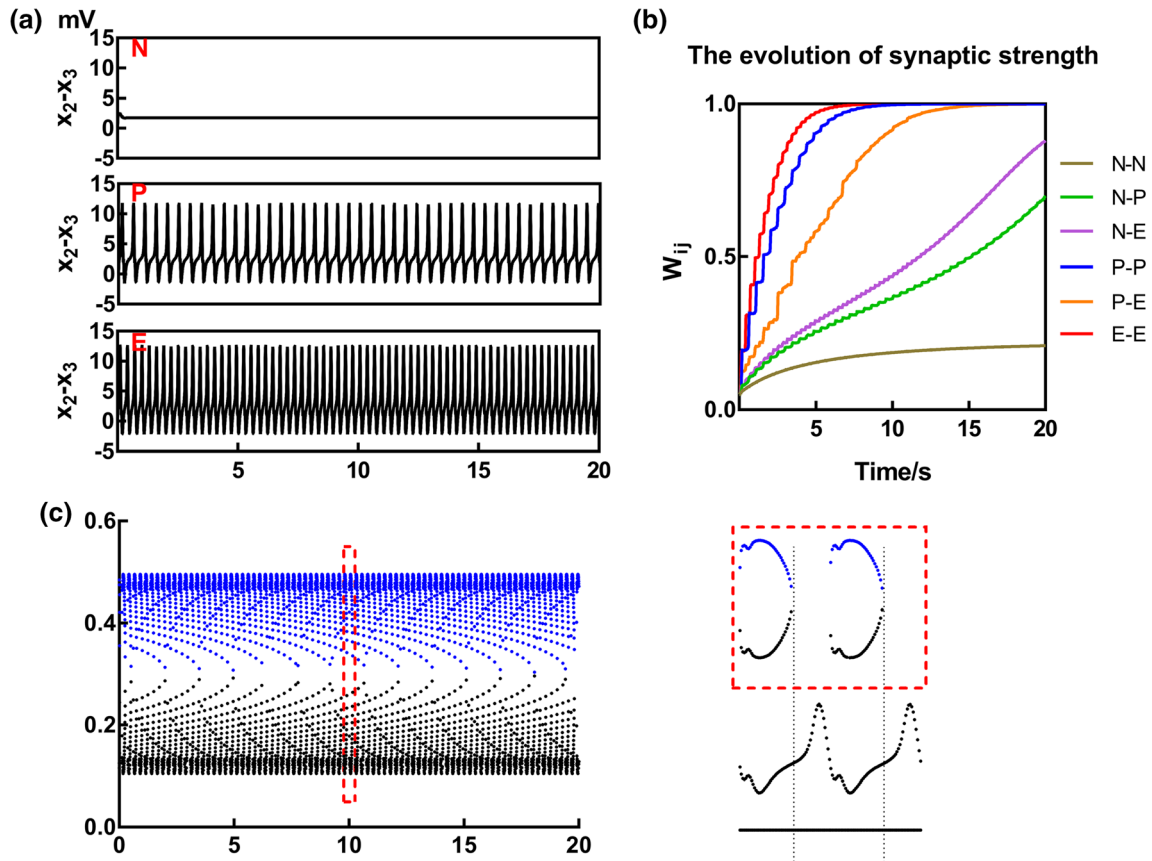 (a) mV
15
10
5
0
-5
x₂-x₃
N
15
10
5
0
-5
x₂-x₃
P
15
10
5
0
-5
x₂-x₃
E
5 10 15 20
(b)
The evolution of synaptic strength
1.0
0.5
0.0
Wᵢⱼ
5 10 15 20
Time/s
N-N
N-P
N-E
P-P
P-E
E-E
(c)
0.6
0.4
0.2
0.0
0 5 10 15 20